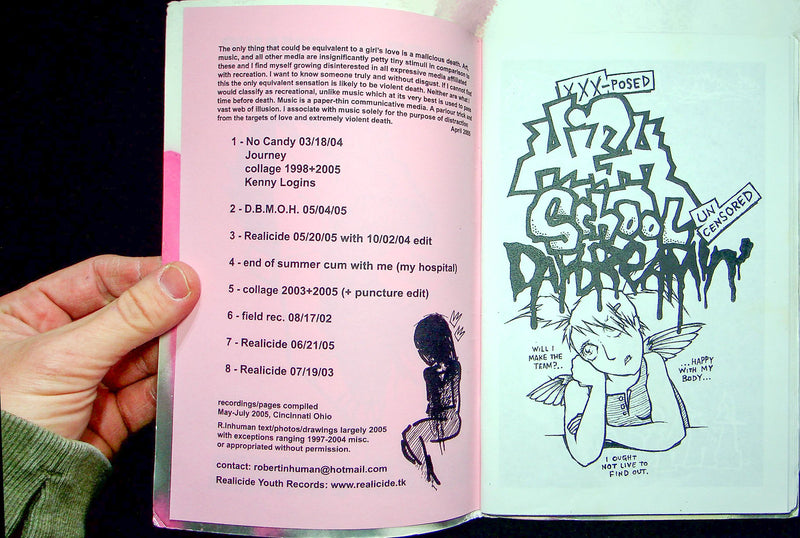 The only thing that could be equivalent to a girl's love is a malicious death. Art,
music, and all other media are insignificantly petty tiny stimuli in comparison to
these and I find myself growing disinterested in all expressive media affiliated
with recreation. I want to know someone truly and without disgust. If I cannot find
this the only equivalent sensation is likely to be violent death. Neither are what I
would classify as recreational, unlike music which at its very best is used to pass
time before death. Music is a paper-thin communicative media. A parlour trick and
vast web of illusion. I associate with music solely for the purpose of distraction
from the targets of love and extremely violent death.
April 2005
1 - No Candy 03/18/04
Journey
collage 1998+2005
Kenny Logins
2 - D.B.M.O.H. 05/04/05
3 - Realicide 05/20/05 with 10/02/04 edit
4 - end of summer cum with me (my hospital)
5 - collage 2003+2005 (+ puncture edit)
6 - field rec. 08/17/02
7 - Realicide 06/21/05
8 - Realicide 07/19/03
recordings/pages compiled
May-July 2005, Cincinnati Ohio
R.Inhuman text/photos/drawings largely 2005
with exceptions ranging 1997-2004 misc.
or appropriated without permission.
contact: robertinhuman@hotmail.com
Realicide Youth Records: www.realicide.tk
XXX-POSED
HIGH
SCHOOL
UN
CENSORED
DAYDREAMIN'
WILL I
MAKE THE
TEAM?..
...HAPPY
WITH MY
BODY...
I OUGHT
NOT LIVE TO
FIND OUT.